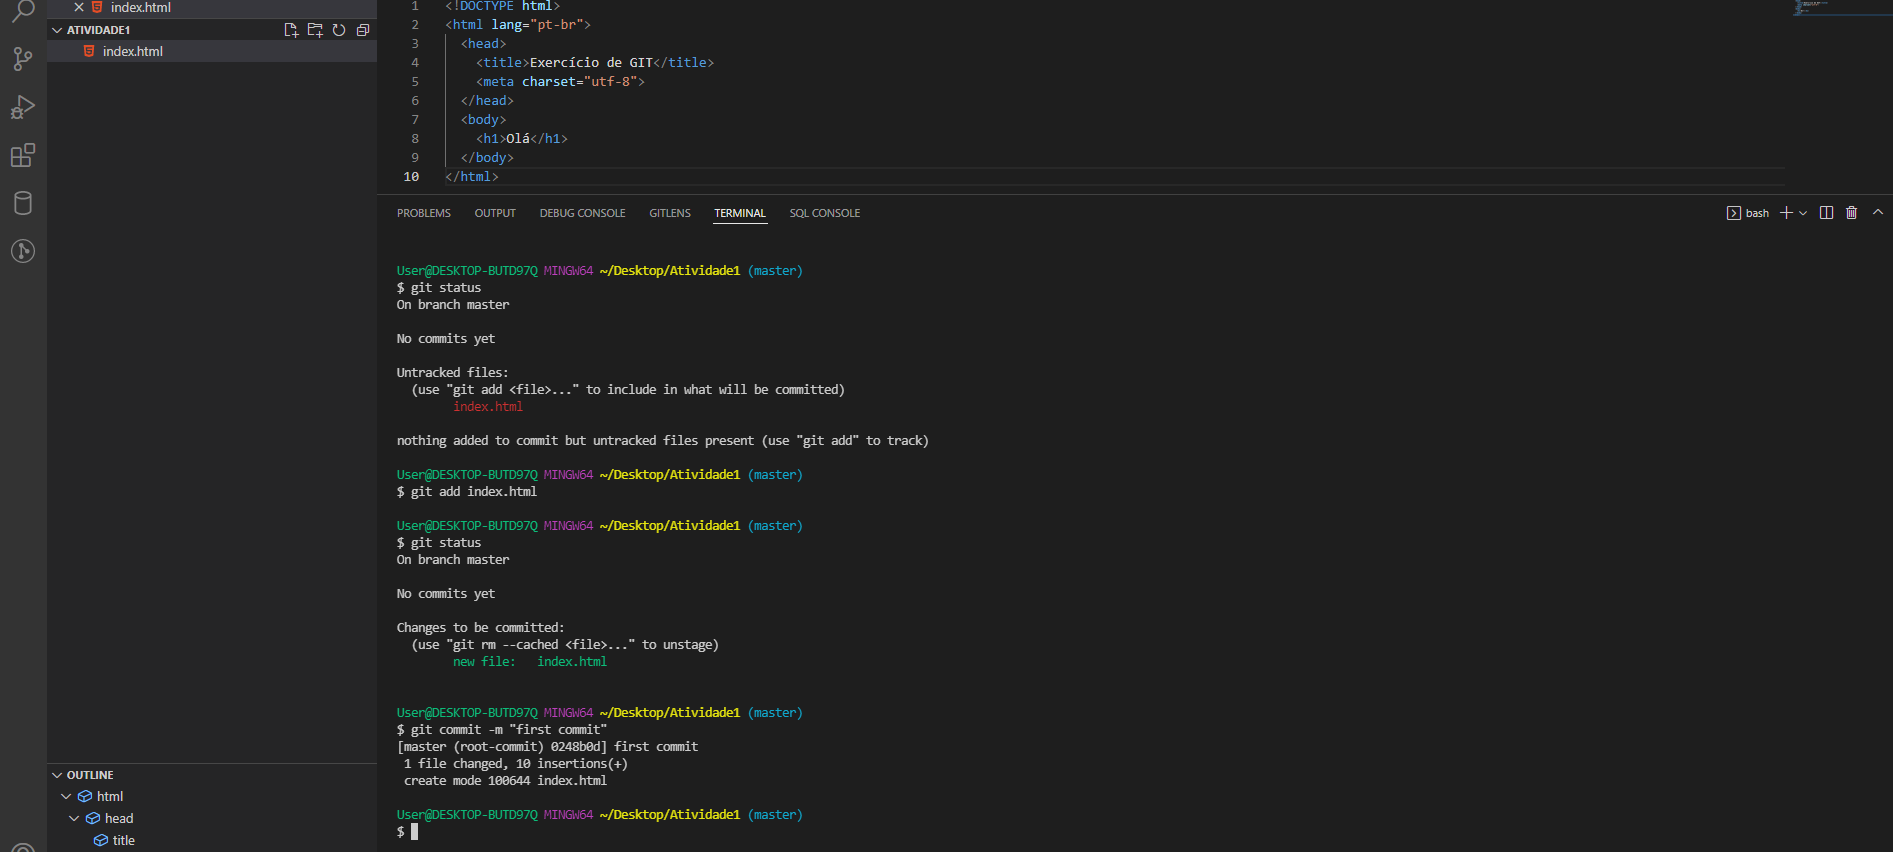 index.html
ATIVIDADE1
index.html
OUTLINE
html
head
title
1 <!DOCTYPE html>
2 <html lang="pt-br">
3 <head>
4 <title>Exercício de GIT</title>
5 <meta charset="utf-8">
6 </head>
7 <body>
8 <h1>Olá</h1>
9 </body>
10 </html>
PROBLEMS OUTPUT DEBUG CONSOLE GITLENS TERMINAL SQL CONSOLE bash
User@DESKTOP-BUTD97Q MINGW64 ~/Desktop/Atividade1 (master)
$ git status
On branch master
No commits yet
Untracked files:
(use "git add <file>..." to include in what will be committed)
index.html
nothing added to commit but untracked files present (use "git add" to track)
User@DESKTOP-BUTD97Q MINGW64 ~/Desktop/Atividade1 (master)
$ git add index.html
User@DESKTOP-BUTD97Q MINGW64 ~/Desktop/Atividade1 (master)
$ git status
On branch master
No commits yet
Changes to be committed:
(use "git rm --cached <file>..." to unstage)
new file: index.html
User@DESKTOP-BUTD97Q MINGW64 ~/Desktop/Atividade1 (master)
$ git commit -m "first commit"
[master (root-commit) 0248b0d] first commit
1 file changed, 10 insertions(+)
create mode 100644 index.html
User@DESKTOP-BUTD97Q MINGW64 ~/Desktop/Atividade1 (master)
$